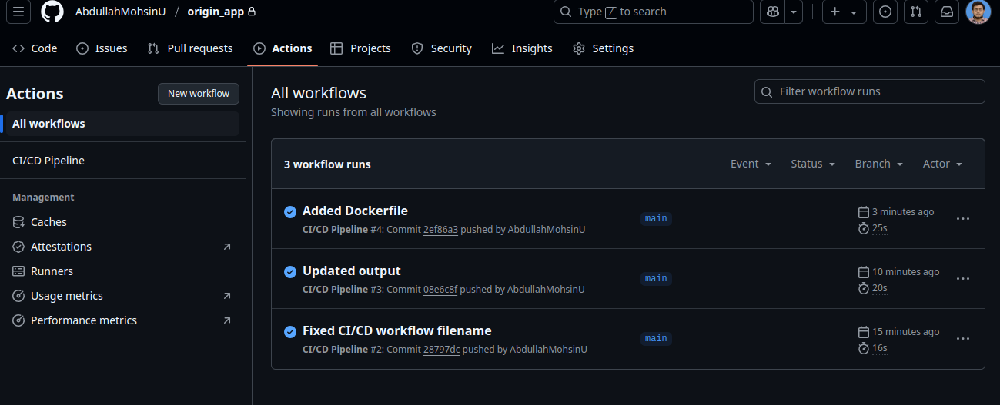 AbdullahMohsinU / origin_app
Type / to search
Code Issues Pull requests Actions Projects Security Insights Settings
Actions
New workflow
All workflows
CI/CD Pipeline
Management
Caches
Attestations
Runners
Usage metrics
Performance metrics
All workflows
Showing runs from all workflows
Filter workflow runs
3 workflow runs
Event Status Branch Actor
Added Dockerfile
CI/CD Pipeline #4: Commit 2ef86a3 pushed by AbdullahMohsinU
main
3 minutes ago
25s
Updated output
CI/CD Pipeline #3: Commit 08e6c8f pushed by AbdullahMohsinU
main
10 minutes ago
20s
Fixed CI/CD workflow filename
CI/CD Pipeline #2: Commit 28797dc pushed by AbdullahMohsinU
main
15 minutes ago
16s